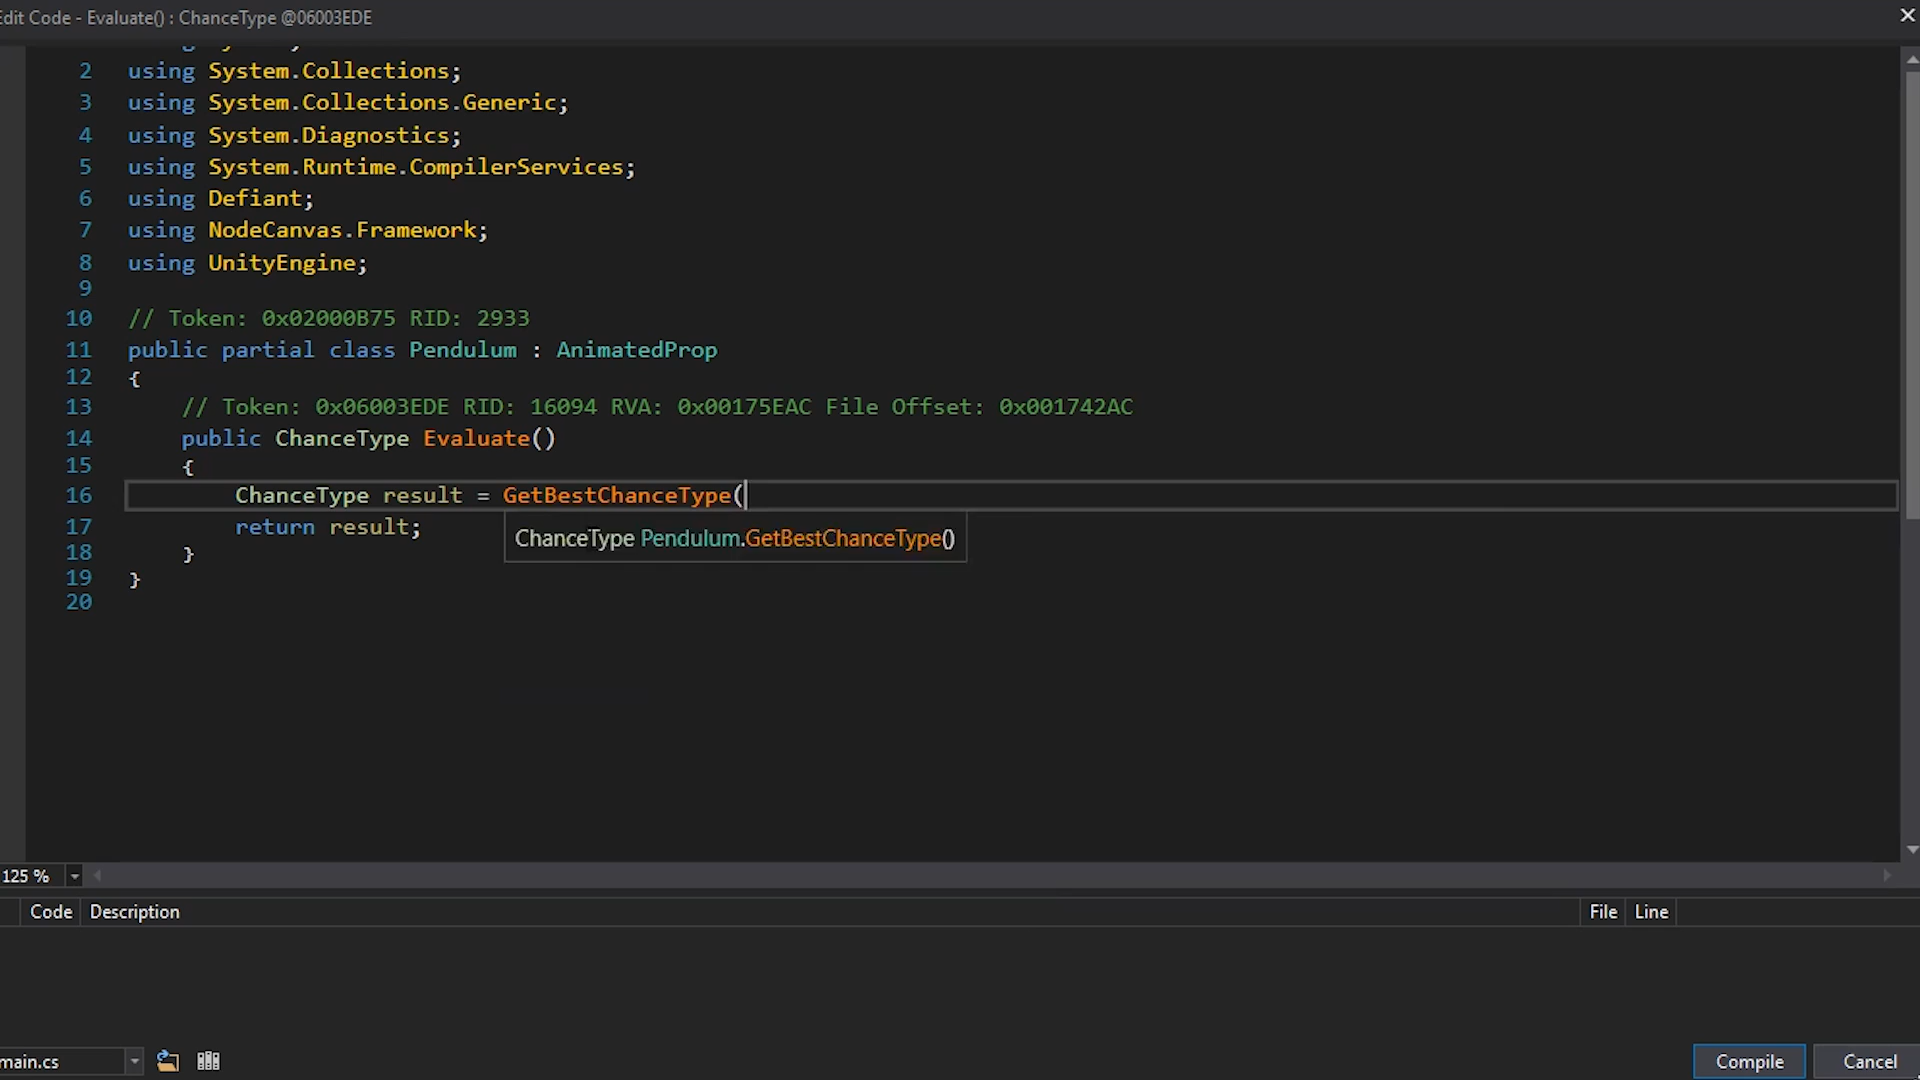 Edit Code - Evaluate() : ChanceType @06003EDE
2 using System.Collections;
3 using System.Collections.Generic;
4 using System.Diagnostics;
5 using System.Runtime.CompilerServices;
6 using Defiant;
7 using NodeCanvas.Framework;
8 using UnityEngine;
9
10 // Token: 0x02000B75 RID: 2933
11 public partial class Pendulum : AnimatedProp
12 {
13 // Token: 0x06003EDE RID: 16094 RVA: 0x00175EAC File Offset: 0x001742AC
14 public ChanceType Evaluate()
15 {
16 ChanceType result = GetBestChanceType(
17 return result;
ChanceType Pendulum.GetBestChanceType()
18 }
19 }
20
125 %
Code Description File Line
main.cs Compile Cancel